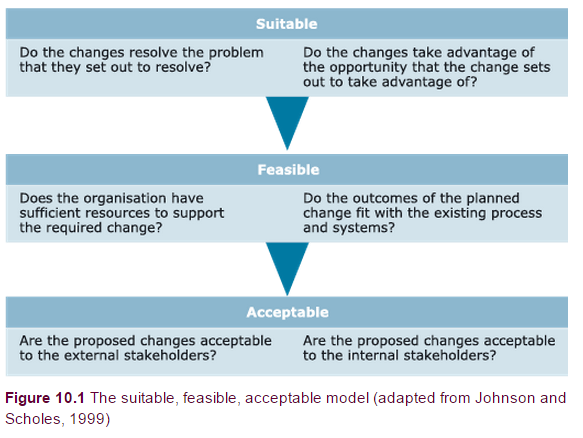 Suitable
Do the changes resolve the problem
that they set out to resolve?
Do the changes take advantage of
the opportunity that the change sets
out to take advantage of?
Feasible
Does the organisation have
sufficient resources to support
the required change?
Do the outcomes of the planned
change fit with the existing process
and systems?
Acceptable
Are the proposed changes acceptable
to the external stakeholders?
Are the proposed changes acceptable
to the internal stakeholders?
Figure 10.1 The suitable, feasible, acceptable model (adapted from Johnson and
Scholes, 1999)